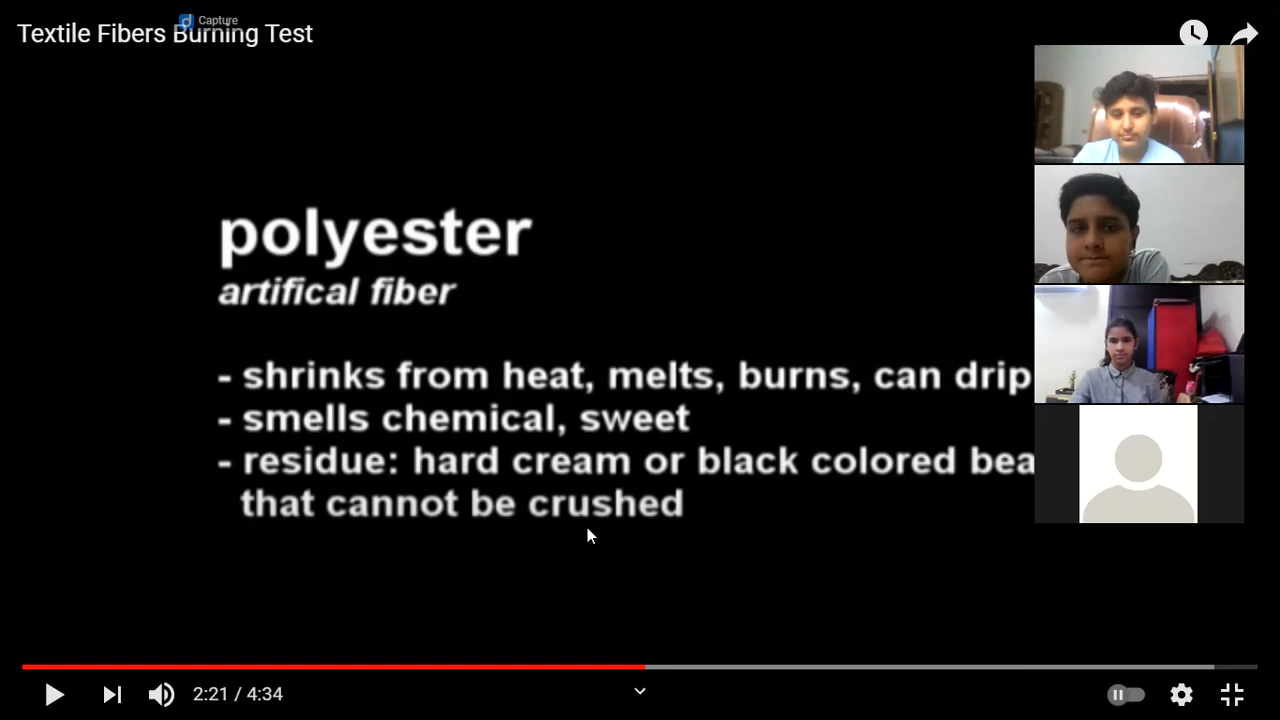 Capture
Textile Fibers Burning Test
polyester
artifical fiber
- shrinks from heat, melts, burns, can drip
- smells chemical, sweet
- residue: hard cream or black colored bea
that cannot be crushed
2:21 / 4:34